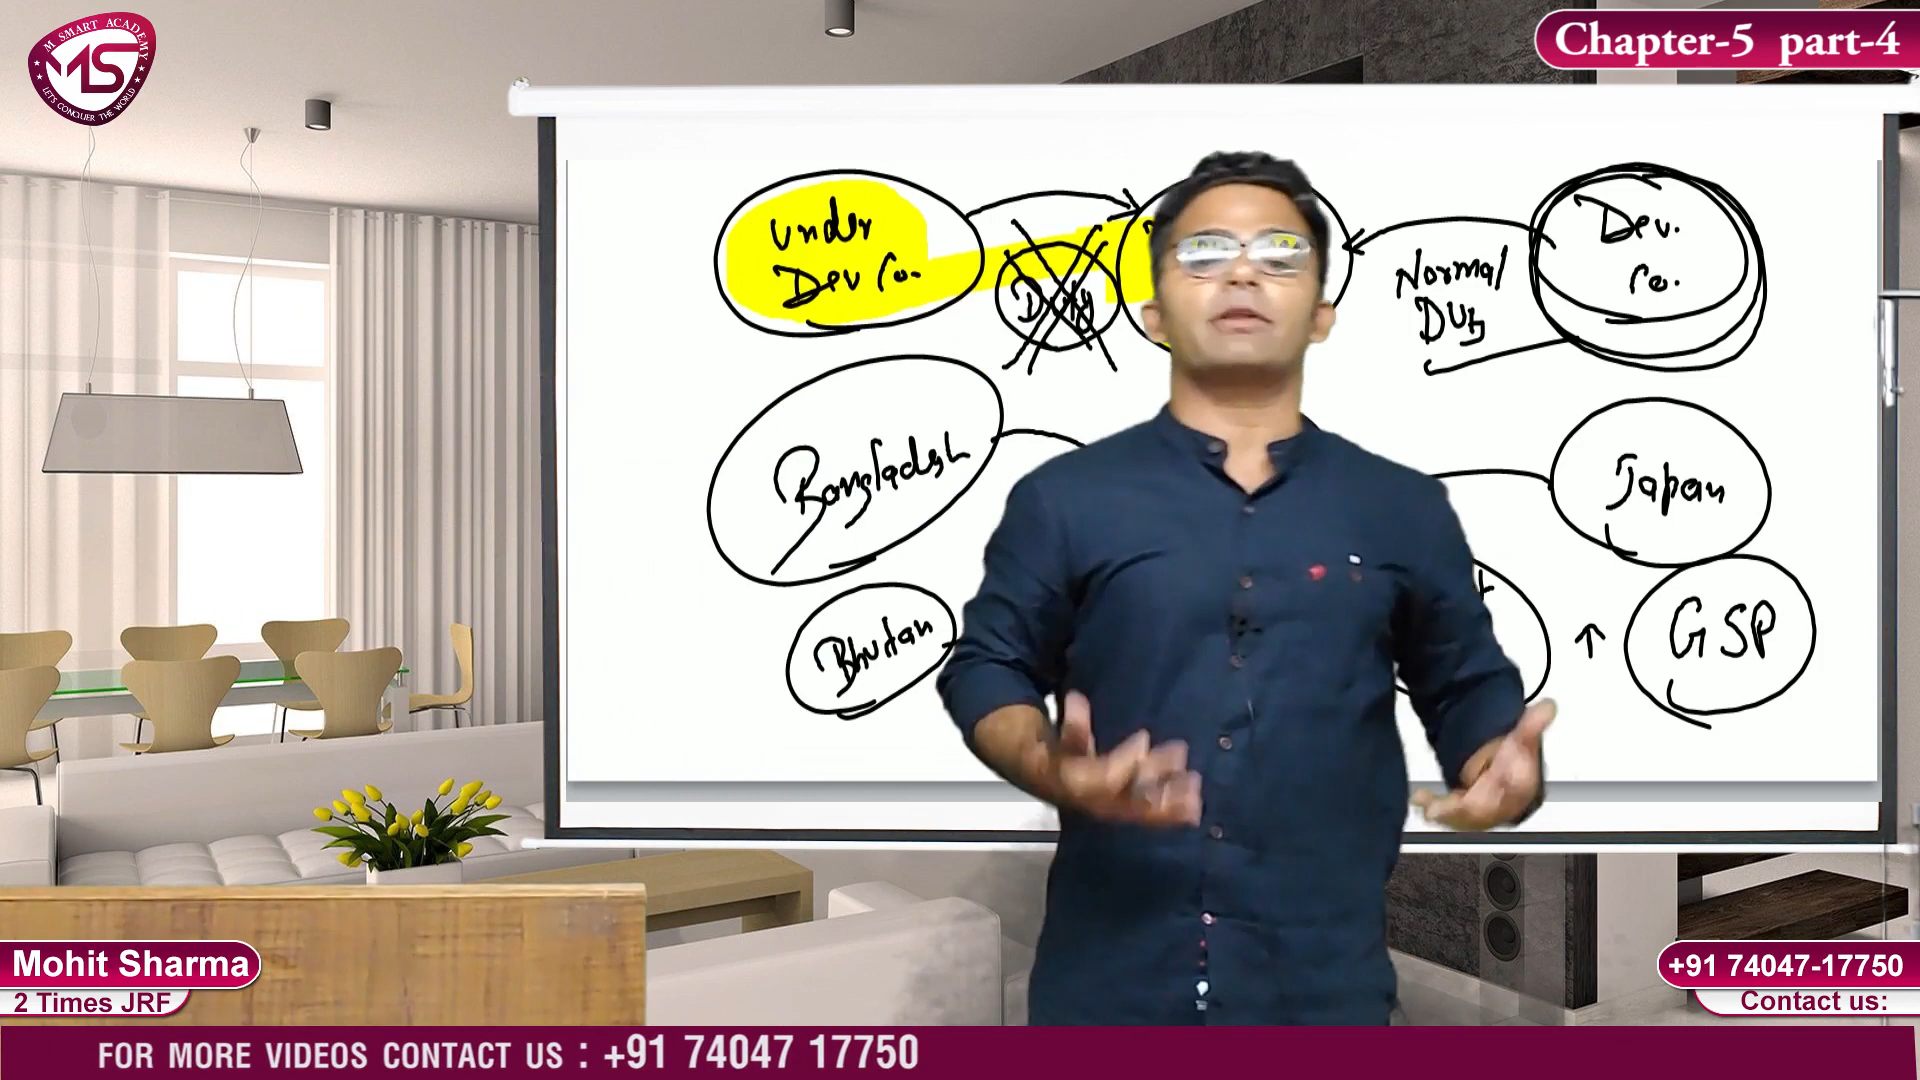 M SMART ACADEMY
MS
LET'S CONQUER THE WORLD
Chapter-5 part-4
under
Dev Co.
Duty
Normal
Duty
Dev.
Co.
Bangladesh
Japan
Bhutan
↑
GSP
Mohit Sharma
2 Times JRF
+91 74047-17750
Contact us:
FOR MORE VIDEOS CONTACT US : +91 74047 17750